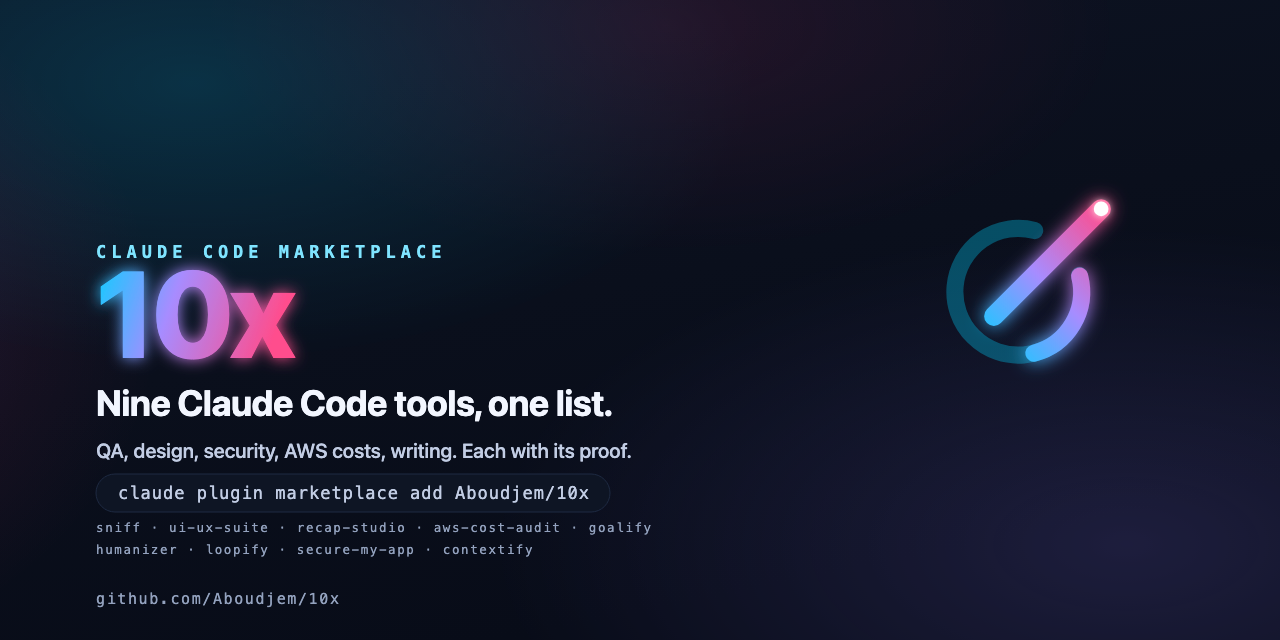 CLAUDE CODE MARKETPLACE
10x
Nine Claude Code tools, one list.
QA, design, security, AWS costs, writing. Each with its proof.
claude plugin marketplace add Aboudjem/10x
sniff · ui-ux-suite · recap-studio · aws-cost-audit · goalify
humanizer · loopify · secure-my-app · contextify
github.com/Aboudjem/10x